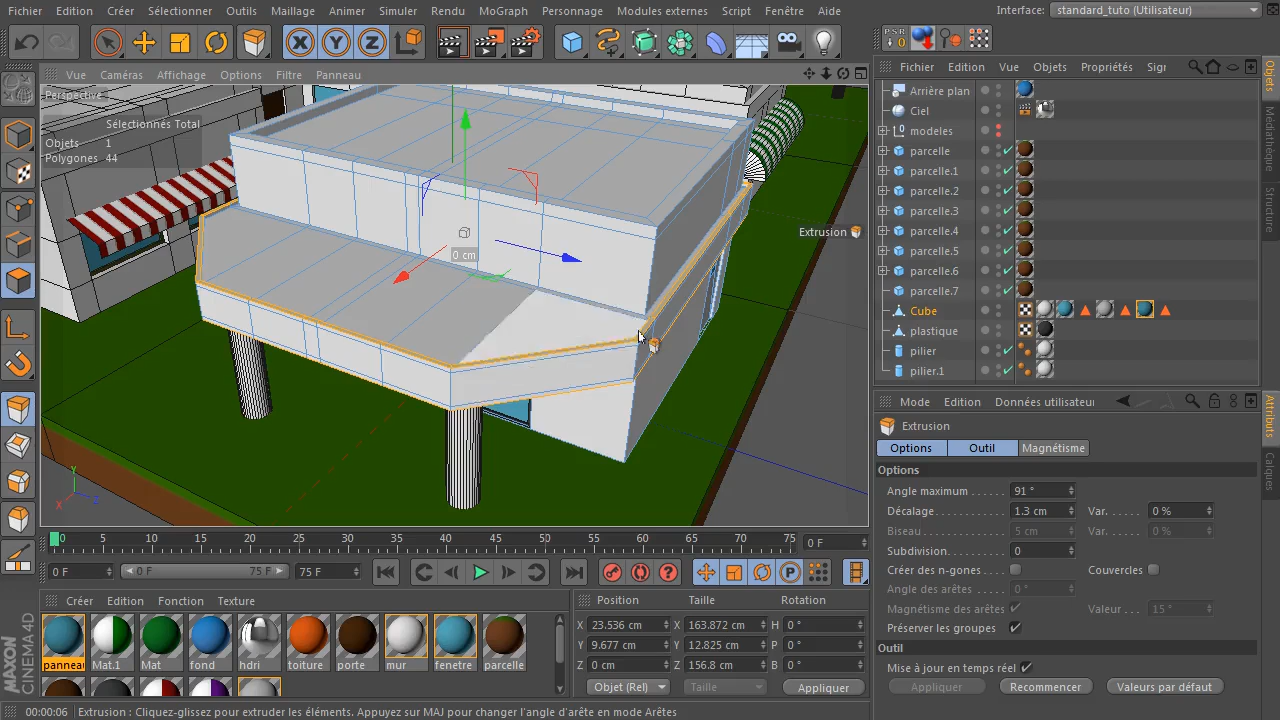 Fichier Edition Créer Sélectionner Outils Maillage Animer Simuler Rendu MoGraph Personnage Modules externes Script Fenêtre Aide Interface: standard_tuto (Utilisateur)
X Y Z
PSR
0
Vue Caméras Affichage Options Filtre Panneau
Perspective
Sélectionnés Total
Objets 1
Polygones 44
0 cm
Extrusion
Y
X
Z
Fichier Edition Vue Objets Propriétés
Arrière plan
Ciel
modeles
parcelle
parcelle.1
parcelle.2
parcelle.3
parcelle.4
parcelle.5
parcelle.6
parcelle.7
Cube
plastique
pilier
pilier.1
Objets
Médiathèque
Structure
Mode Edition Données utilisateur
Extrusion
Options Outil Magnétisme
Options
Angle maximum . . . . . . 91 °
Décalage. . . . . . . . . . . . 1.3 cm Var. . . . . . 0 %
Biseau. . . . . . . . . . . . . . 5 cm Var. . . . . . 0 %
Subdivision. . . . . . . . . . 0
Créer des n-gones. . . . . Couvercles
Angle des arêtes . . . . . 0 °
Magnétisme des arêtes Valeur . . . 15 °
Préserver les groupes
Outil
Mise à jour en temps réel
Appliquer Recommencer Valeurs par défaut
Attributs
Calques
0 5 10 15 20 25 30 35 40 45 50 55 60 65 70 75 0 F
0 F 0 F 75 F 75 F
P
Créer Edition Fonction Texture
panneau Mat.1 Mat fond hdri toiture porte mur fenetre parcelle
Position Taille Rotation
X 23.536 cm X 163.872 cm H 0 °
Y 9.677 cm Y 12.825 cm P 0 °
Z 0 cm Z 156.8 cm B 0 °
Objet (Rel) Taille Appliquer
MAXON
CINEMA 4D
00:00:06 Extrusion : Cliquez-glissez pour extruder les éléments. Appuyez sur MAJ pour changer l'angle d'arête en mode Arêtes